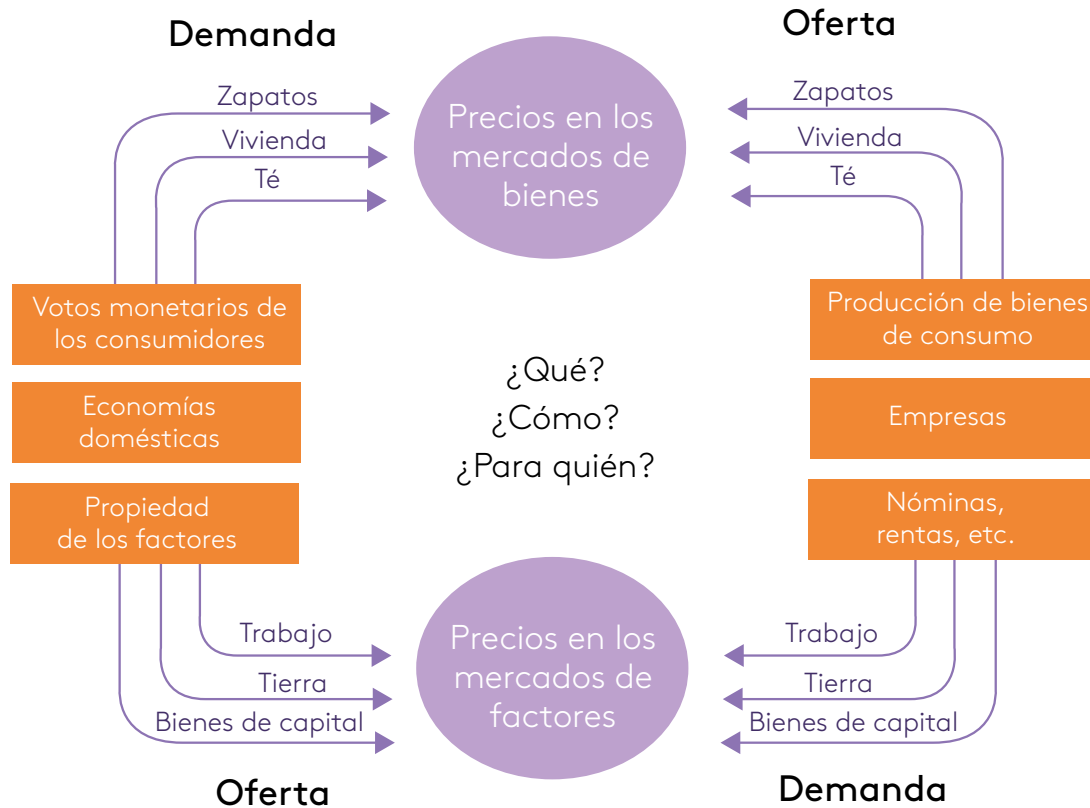 Demanda
Oferta
Zapatos
Vivienda
Té
Precios en los
mercados de
bienes
Zapatos
Vivienda
Té
Votos monetarios de
los consumidores
Economías
domésticas
Propiedad
de los factores
¿Qué?
¿Cómo?
¿Para quién?
Producción de bienes
de consumo
Empresas
Nóminas,
rentas, etc.
Trabajo
Tierra
Bienes de capital
Precios en los
mercados de
factores
Trabajo
Tierra
Bienes de capital
Oferta
Demanda